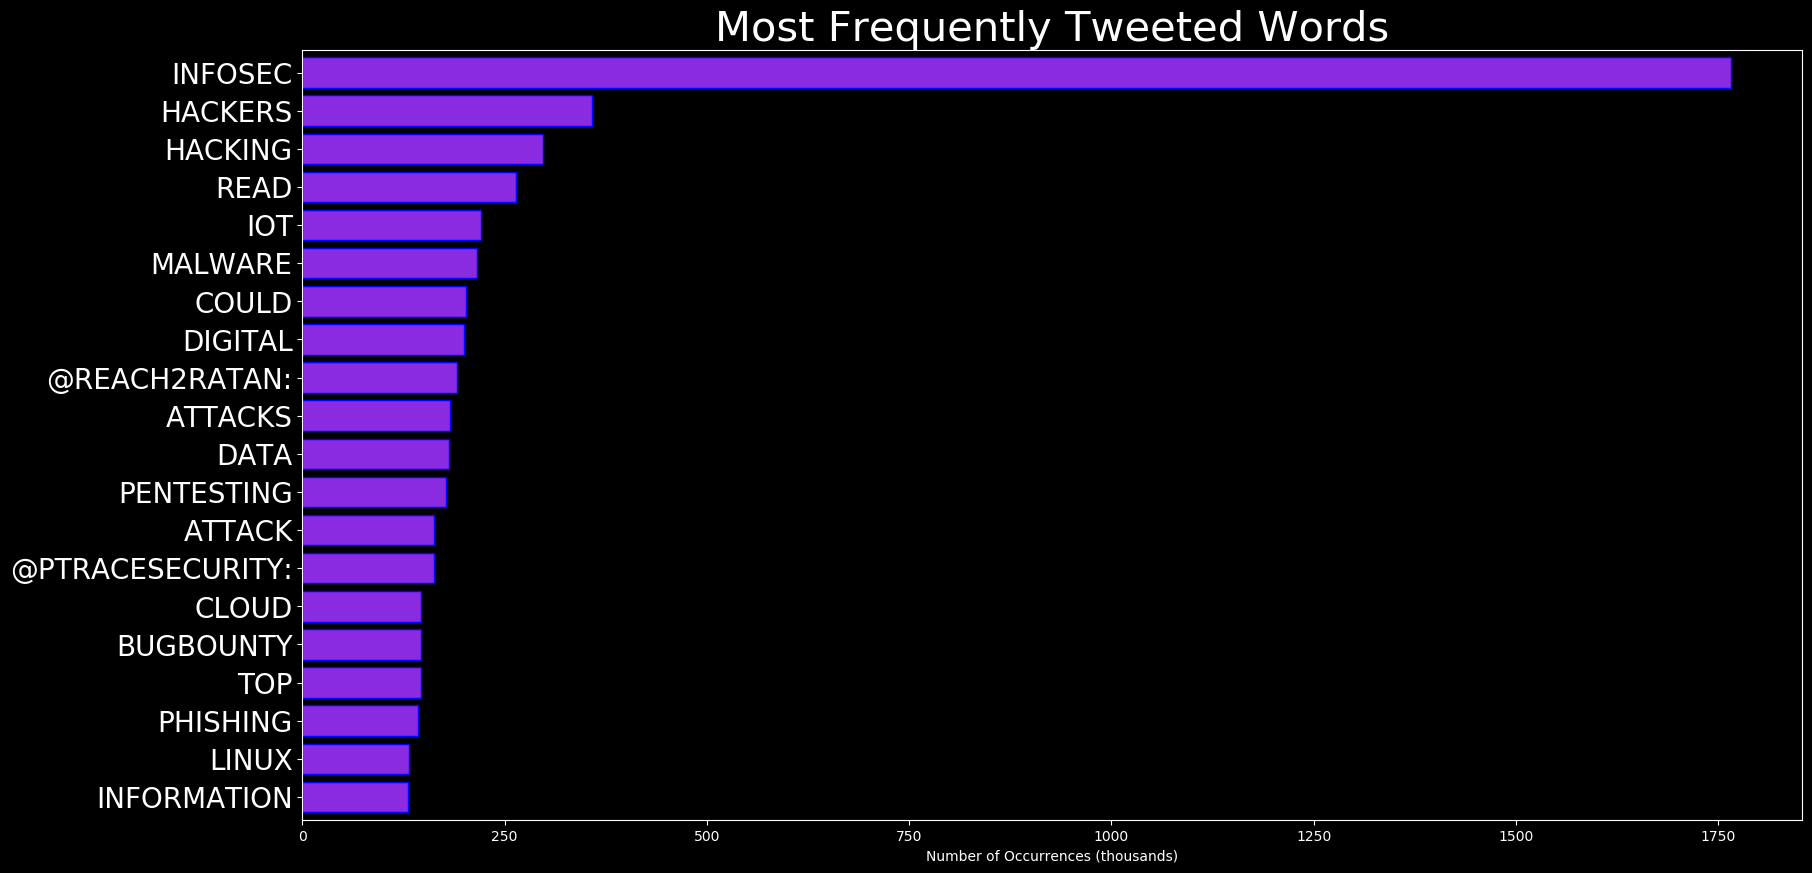 Most Frequently Tweeted Words
INFOSEC
HACKERS
HACKING
READ
IOT
MALWARE
COULD
DIGITAL
@REACH2RATAN:
ATTACKS
DATA
PENTESTING
ATTACK
@PTRACESECURITY:
CLOUD
BUGBOUNTY
TOP
PHISHING
LINUX
INFORMATION
0 250 500 750 1000 1250 1500 1750
Number of Occurrences (thousands)